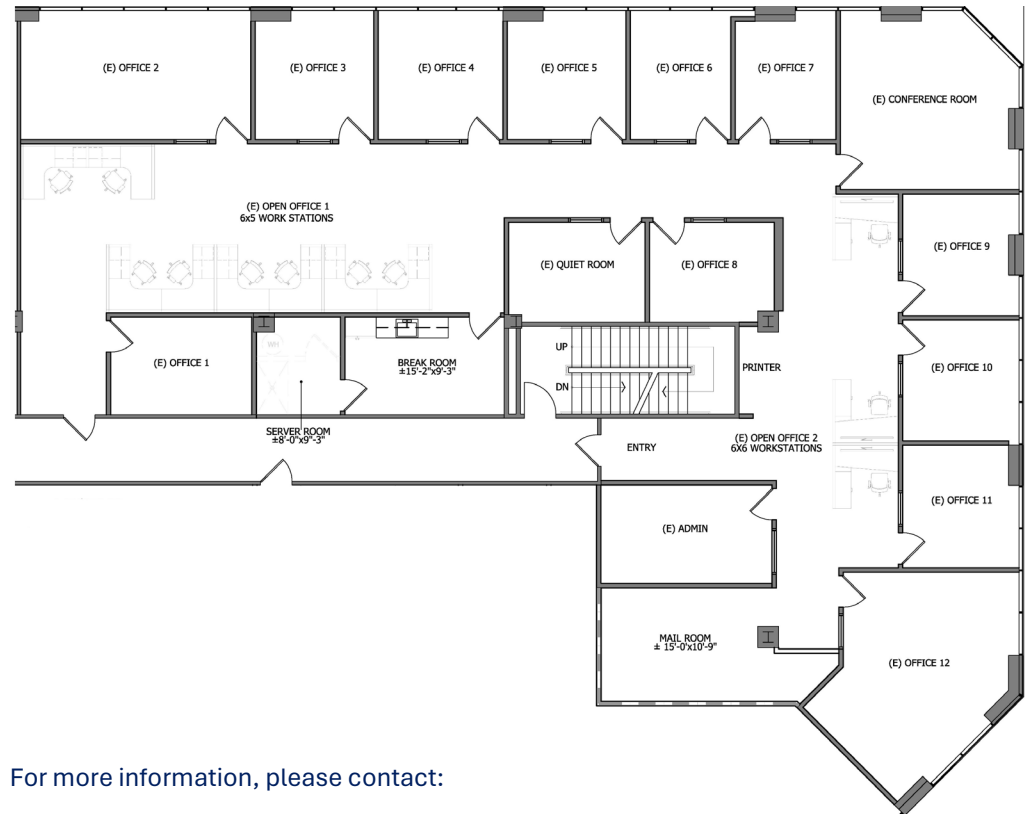 (E) OFFICE 2
(E) OFFICE 3
(E) OFFICE 4
(E) OFFICE 5
(E) OFFICE 6
(E) OFFICE 7
(E) CONFERENCE ROOM
(E) OPEN OFFICE 1
6x5 WORK STATIONS
(E) QUIET ROOM
(E) OFFICE 8
(E) OFFICE 9
(E) OFFICE 1
WH
BREAK ROOM
±15'-2"x9'-3"
UP
DN
PRINTER
(E) OFFICE 10
SERVER ROOM
±8'-0"x9"-3"
ENTRY
(E) OPEN OFFICE 2
6X6 WORKSTATIONS
(E) OFFICE 11
(E) ADMIN
MAIL ROOM
± 15'-0"x10'-9"
(E) OFFICE 12
For more information, please contact: